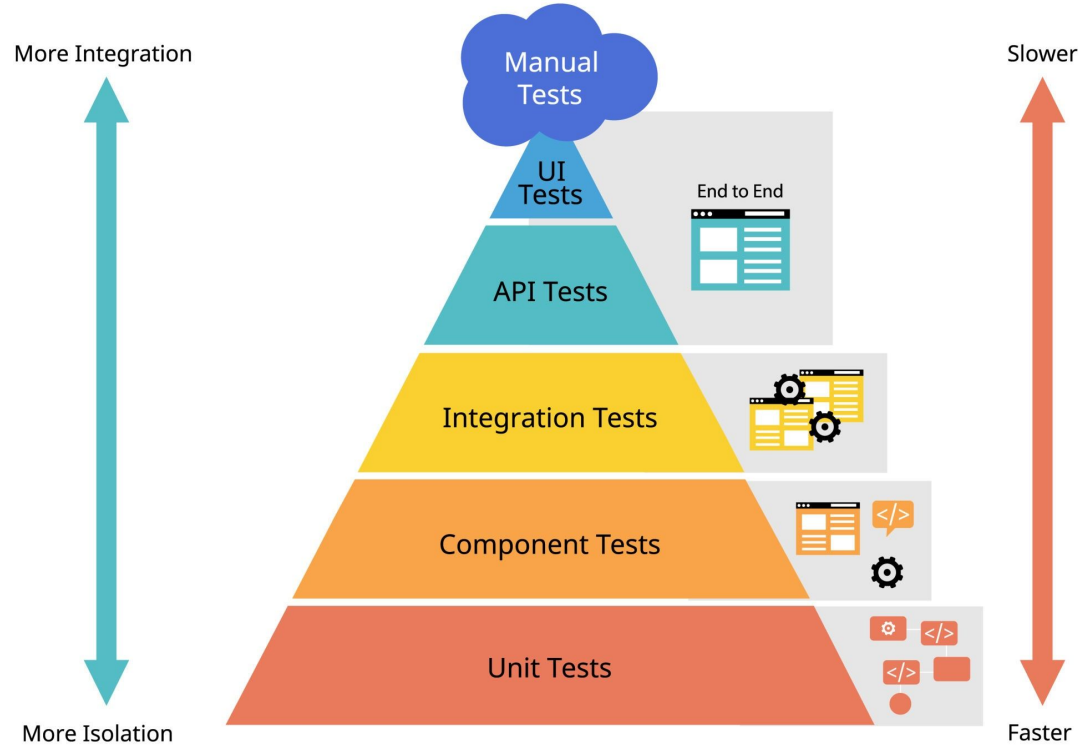 More Integration
Slower
Manual
Tests
UI
Tests
End to End
API Tests
Integration Tests
</>
Component Tests
</>
Unit Tests
</>
More Isolation
Faster